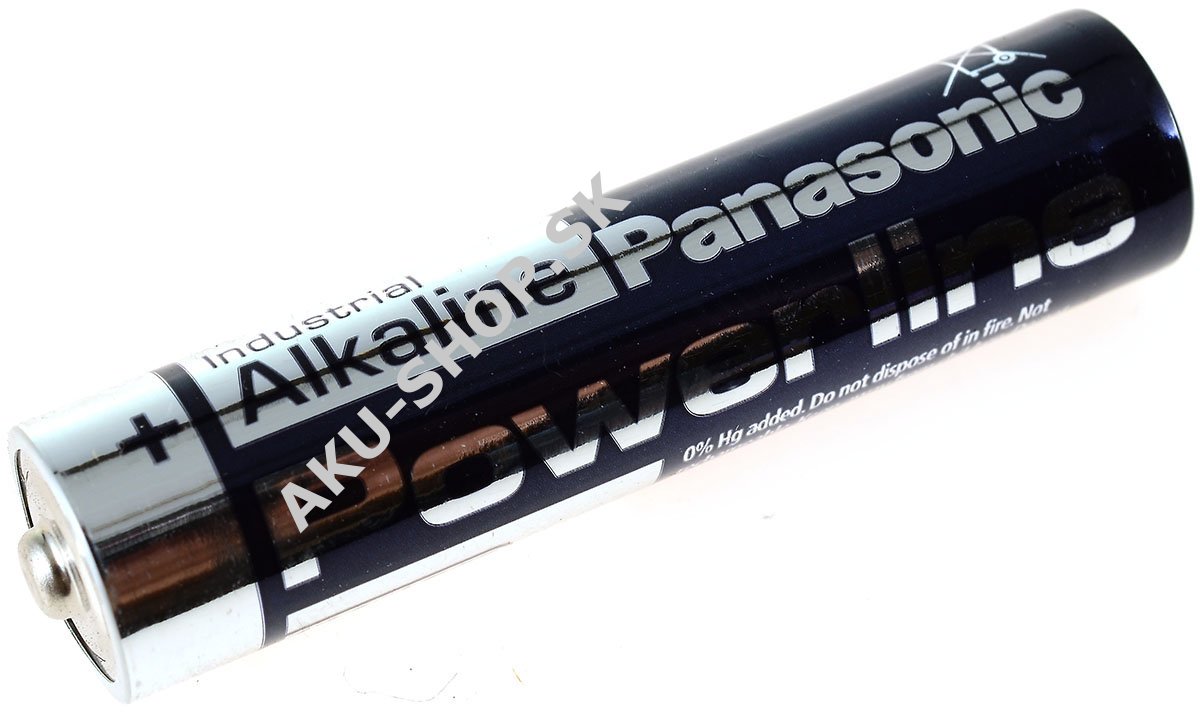 +
Industrial
Alkaline Panasonic
Powerline
0% Hg added. Do not dispose of in fire. Not
AKU-SHOP.SK